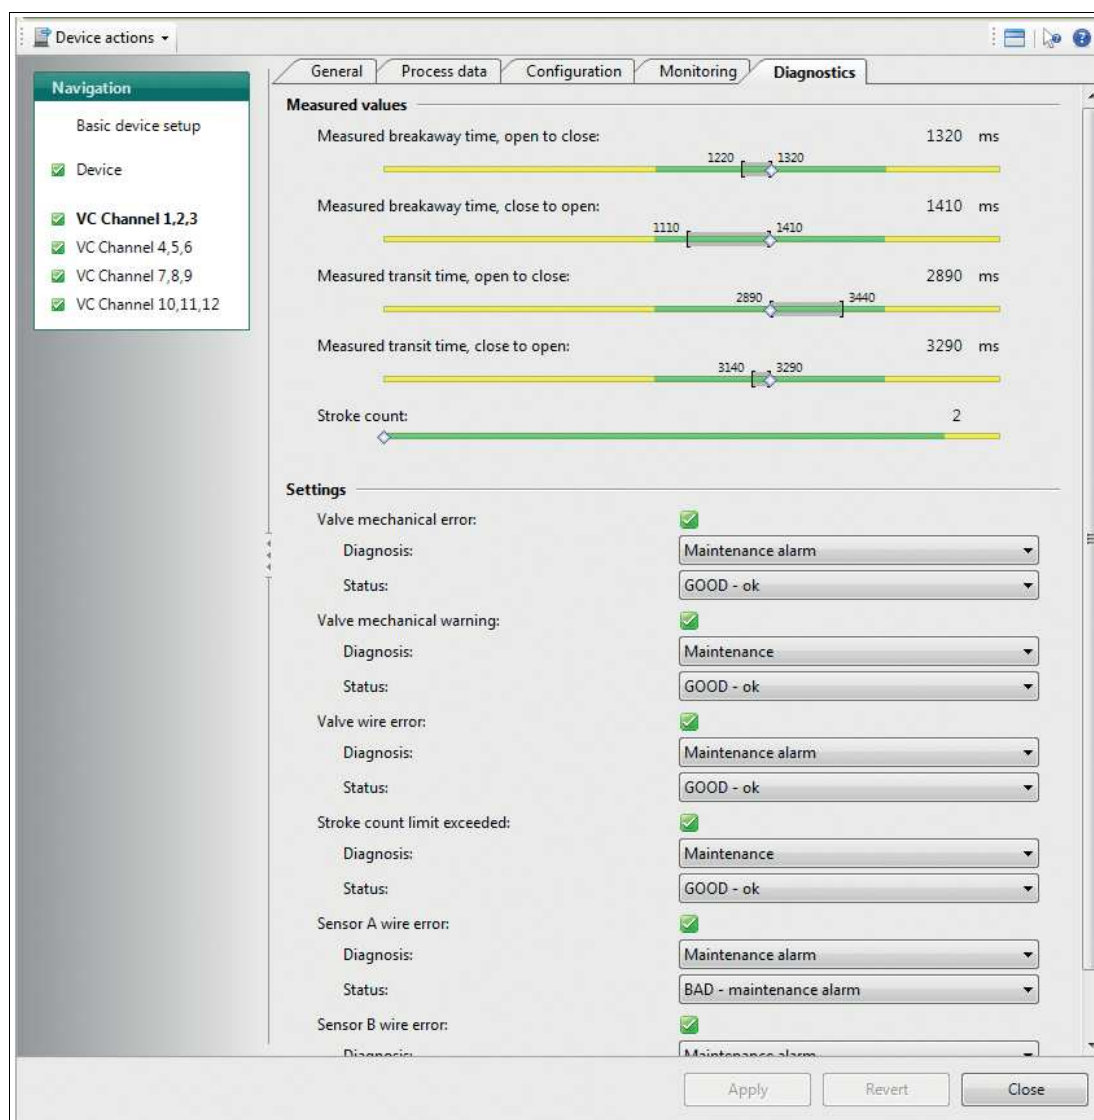 Device actions
Navigation
Basic device setup
Device
VC Channel 1,2,3
VC Channel 4,5,6
VC Channel 7,8,9
VC Channel 10,11,12
General Process data Configuration Monitoring Diagnostics
Measured values
Measured breakaway time, open to close: 1320 ms
1220 1320
Measured breakaway time, close to open: 1410 ms
1110 1410
Measured transit time, open to close: 2890 ms
2890 3440
Measured transit time, close to open: 3290 ms
3140 3290
Stroke count: 2
Settings
Valve mechanical error:
Diagnosis: Maintenance alarm
Status: GOOD - ok
Valve mechanical warning:
Diagnosis: Maintenance
Status: GOOD - ok
Valve wire error:
Diagnosis: Maintenance alarm
Status: GOOD - ok
Stroke count limit exceeded:
Diagnosis: Maintenance
Status: GOOD - ok
Sensor A wire error:
Diagnosis: Maintenance alarm
Status: BAD - maintenance alarm
Sensor B wire error:
Diagnosis: Maintenance alarm
Apply Revert Close